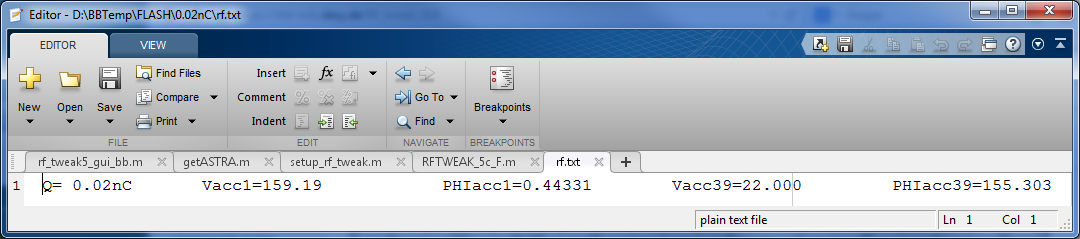 Editor - D:\BBTemp\FLASH\0.02nC\rf.txt
EDITOR VIEW
New Open Save Find Files Compare Print
Insert fx
Comment
Indent
Go To Find
Breakpoints
FILE EDIT NAVIGATE BREAKPOINTS
rf_tweak5_gui_bb.m getASTRA.m setup_rf_tweak.m RFTWEAK_5c_F.m rf.txt
1 Q= 0.02nC Vacc1=159.19 PHIacc1=0.44331 Vacc39=22.000 PHIacc39=155.303
plain text file Ln 1 Col 1